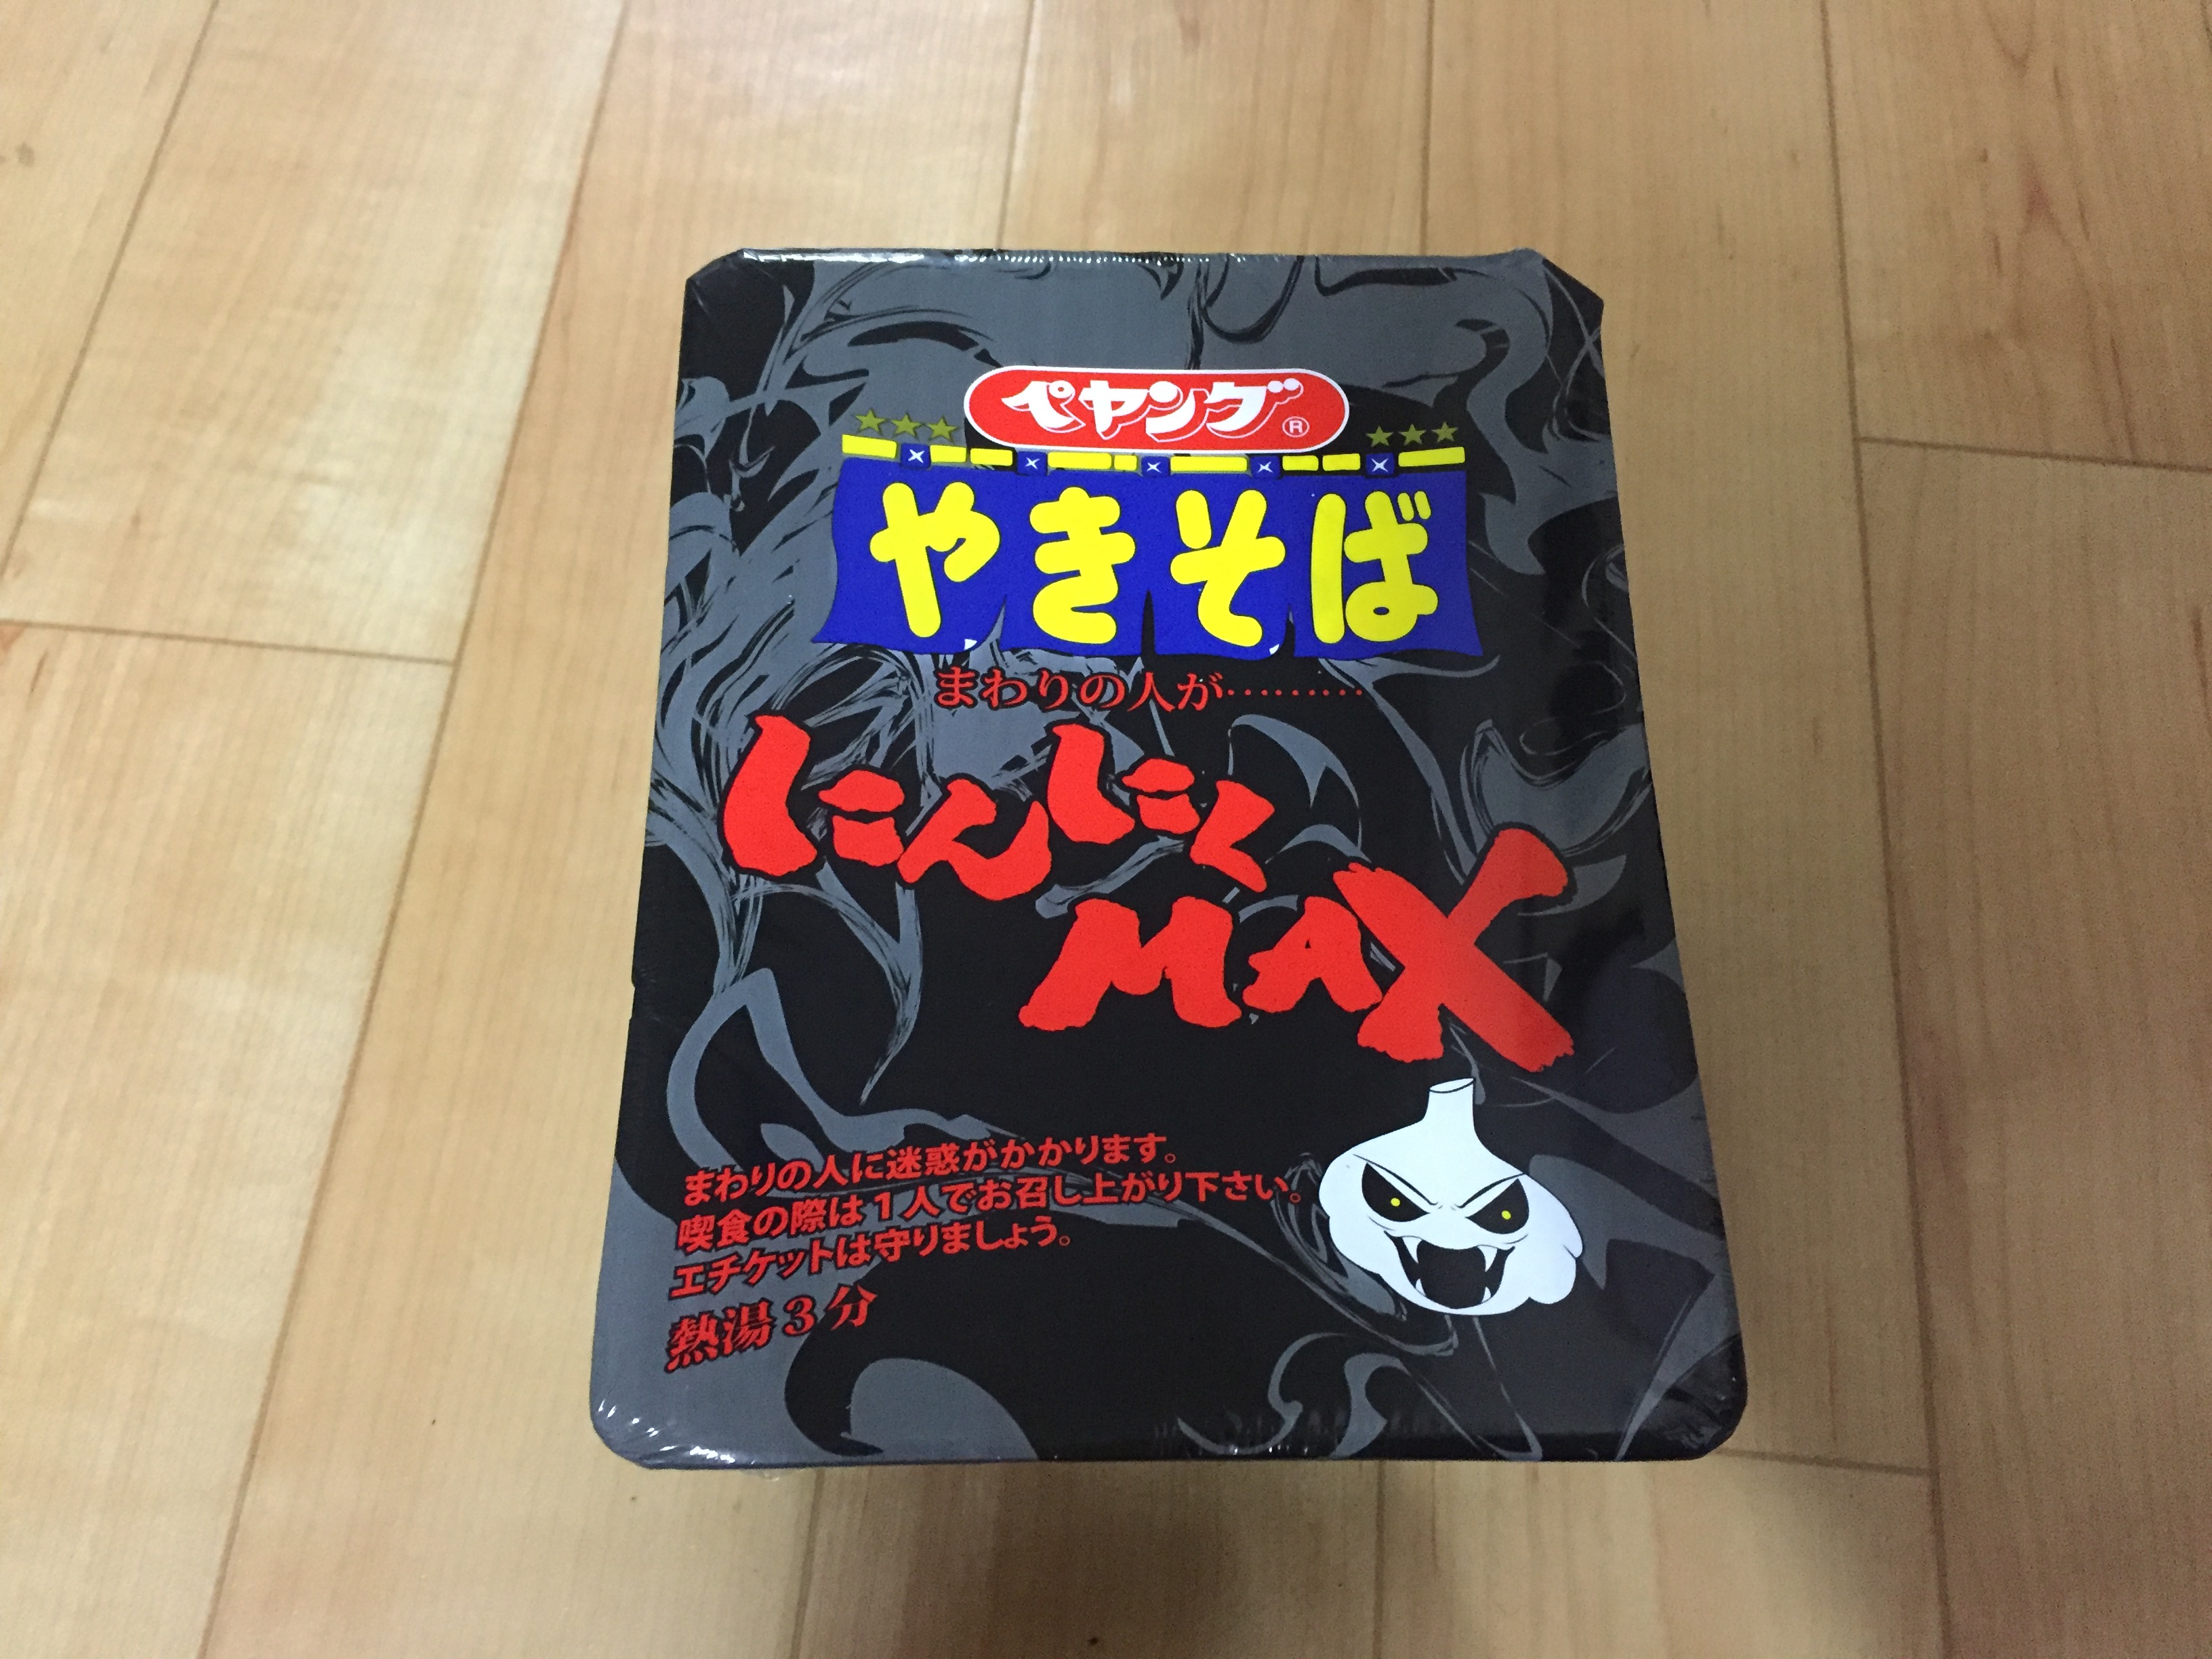 ペヤング®
やきそば
まわりの人が………
にんにく
MAX
まわりの人に迷惑がかかります。
喫食の際は1人でお召し上がり下さい。
エチケットは守りましょう。
熱湯3分